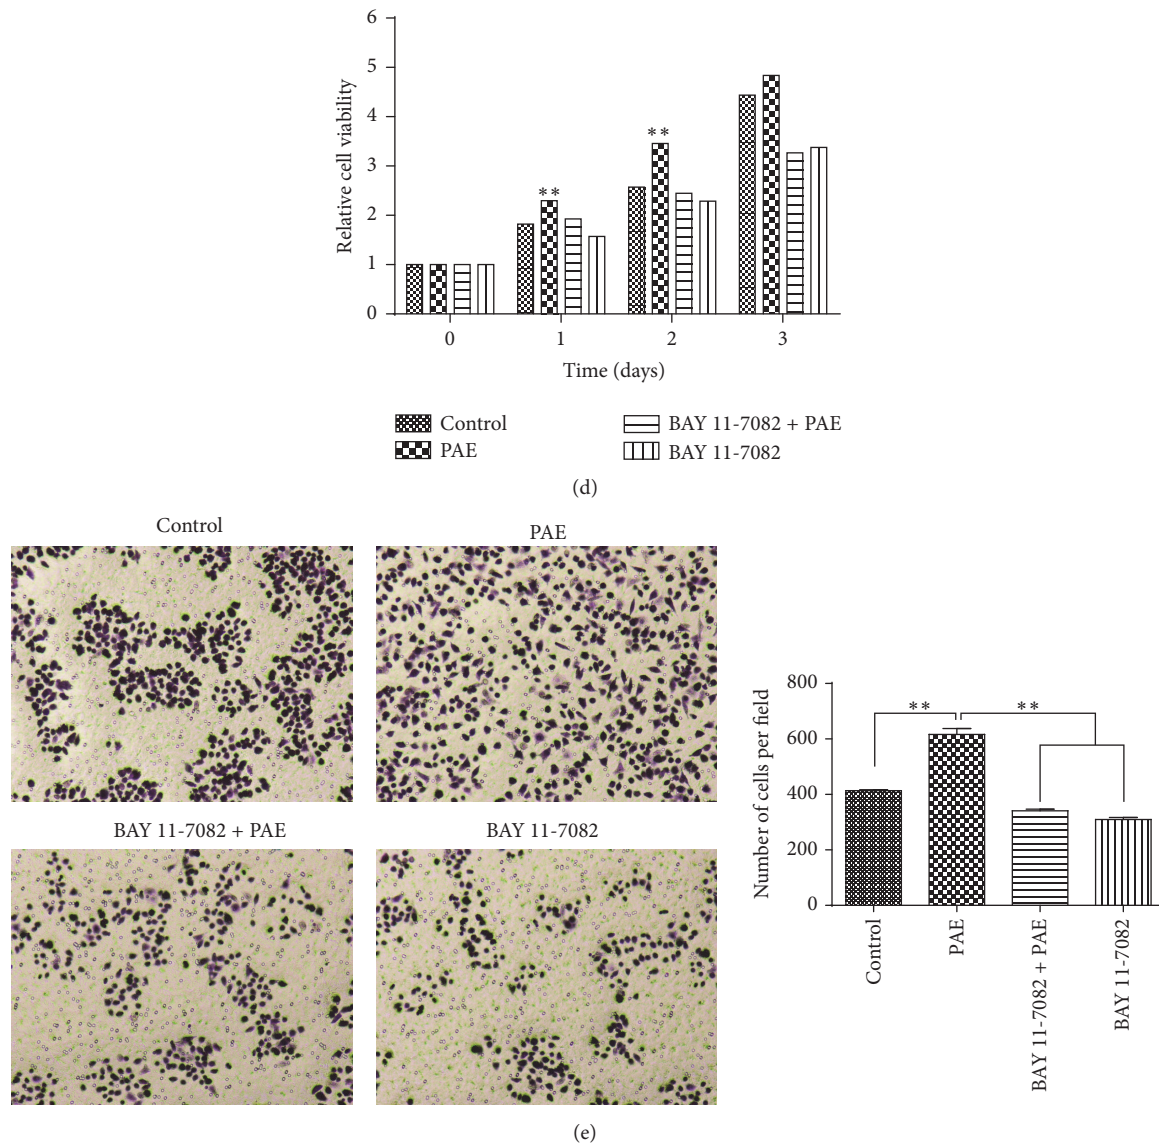 6
5
4
3
2
1
0
Relative cell viability
**
**
0 1 2 3
Time (days)
Control
PAE
BAY 11-7082 + PAE
BAY 11-7082
(d)
Control
PAE
BAY 11-7082 + PAE
BAY 11-7082
800
600
400
200
0
Number of cells per field
** **
Control
PAE
BAY 11-7082 + PAE
BAY 11-7082
(e)